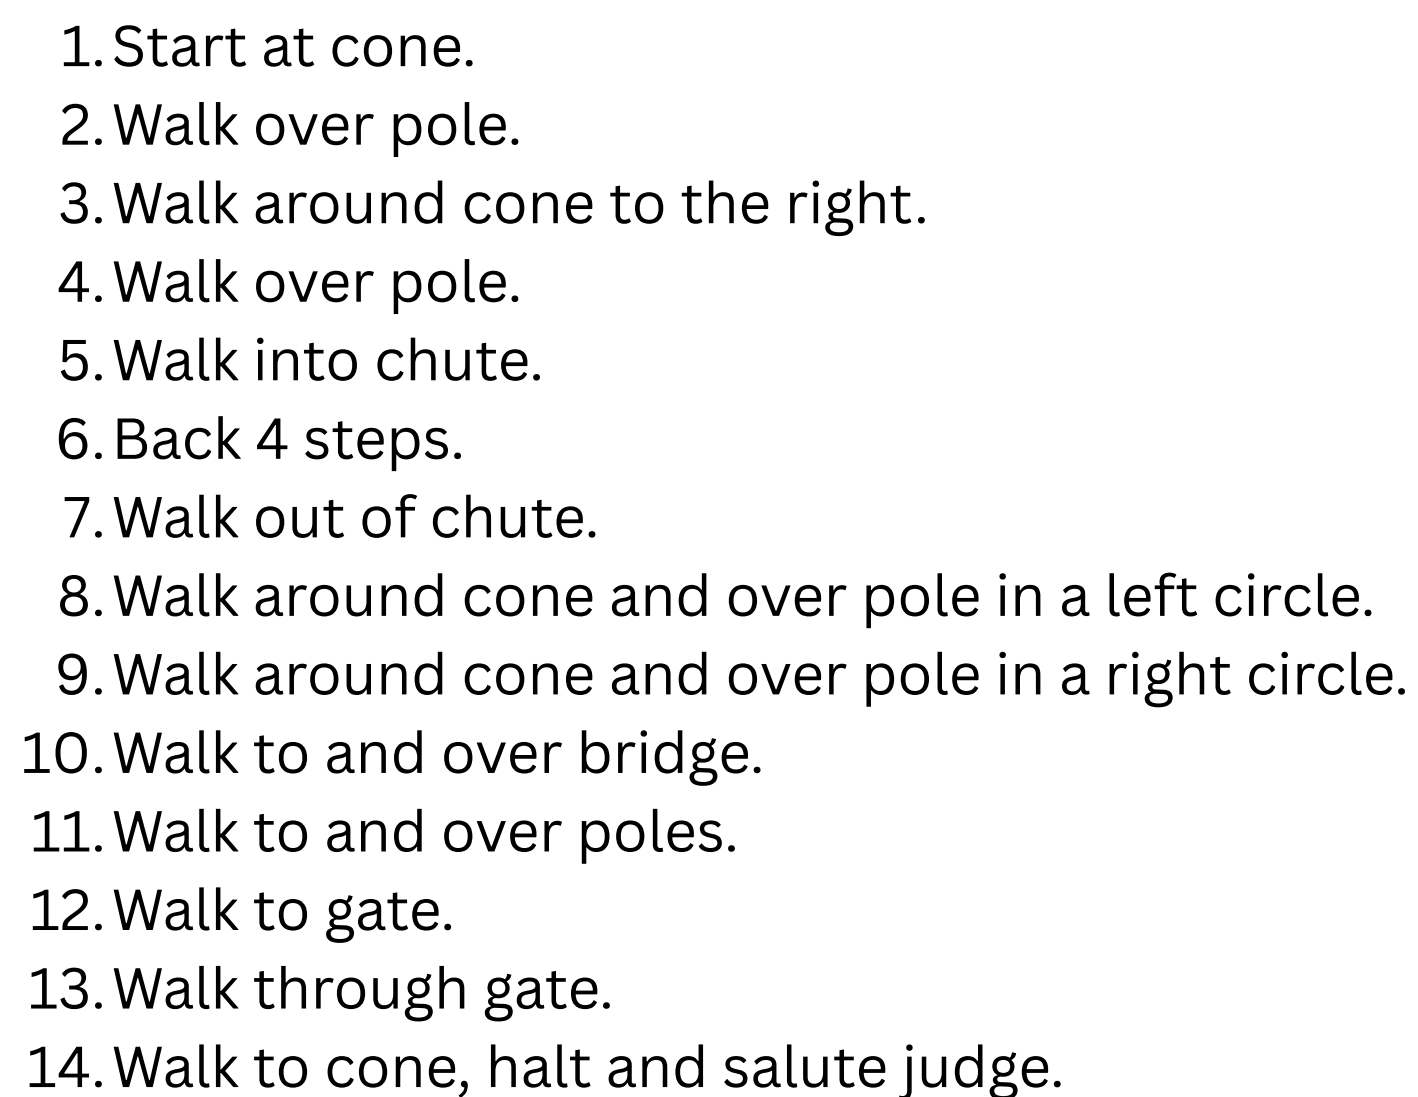 1. Start at cone.
2. Walk over pole.
3. Walk around cone to the right.
4. Walk over pole.
5. Walk into chute.
6. Back 4 steps.
7. Walk out of chute.
8. Walk around cone and over pole in a left circle.
9. Walk around cone and over pole in a right circle.
10. Walk to and over bridge.
11. Walk to and over poles.
12. Walk to gate.
13. Walk through gate.
14. Walk to cone, halt and salute judge.